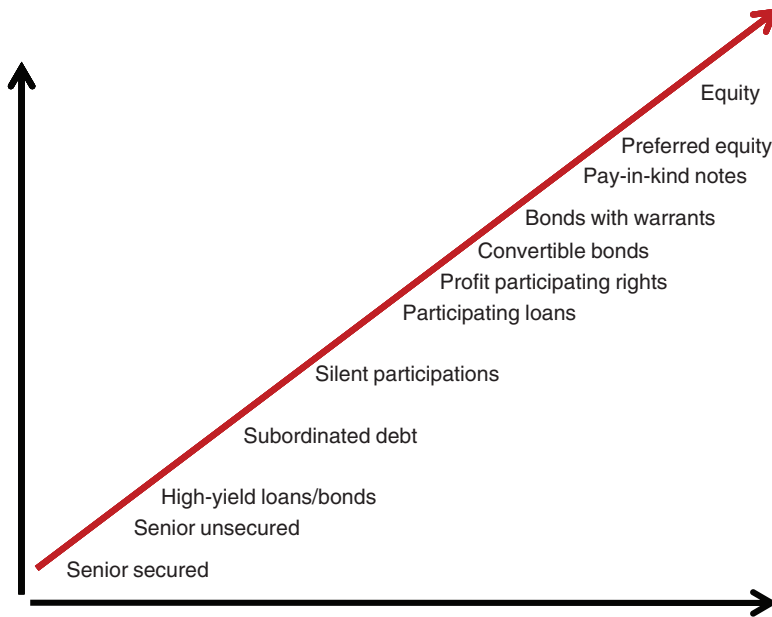 Equity
Preferred equity
Pay-in-kind notes
Bonds with warrants
Convertible bonds
Profit participating rights
Participating loans
Silent participations
Subordinated debt
High-yield loans/bonds
Senior unsecured
Senior secured